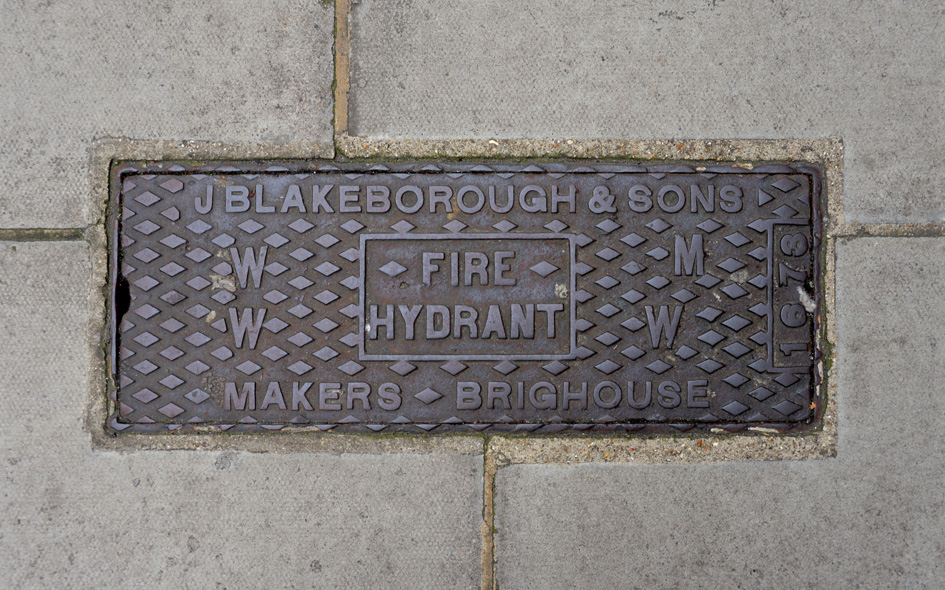 J BLAKEBOROUGH & SONS
W M
FIRE
HYDRANT
W W
MAKERS BRIGHOUSE
1678